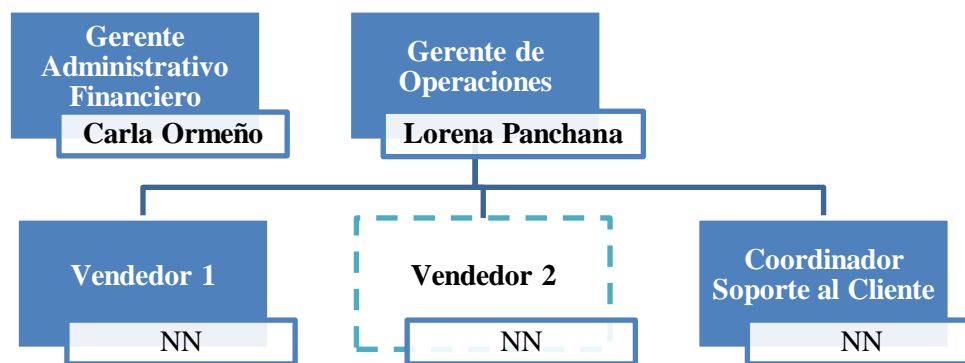 Gerente
Administrativo
Financiero
Carla Ormeño
Gerente de
Operaciones
Lorena Panchana
Vendedor 1
NN
Vendedor 2
NN
Coordinador
Soporte al Cliente
NN